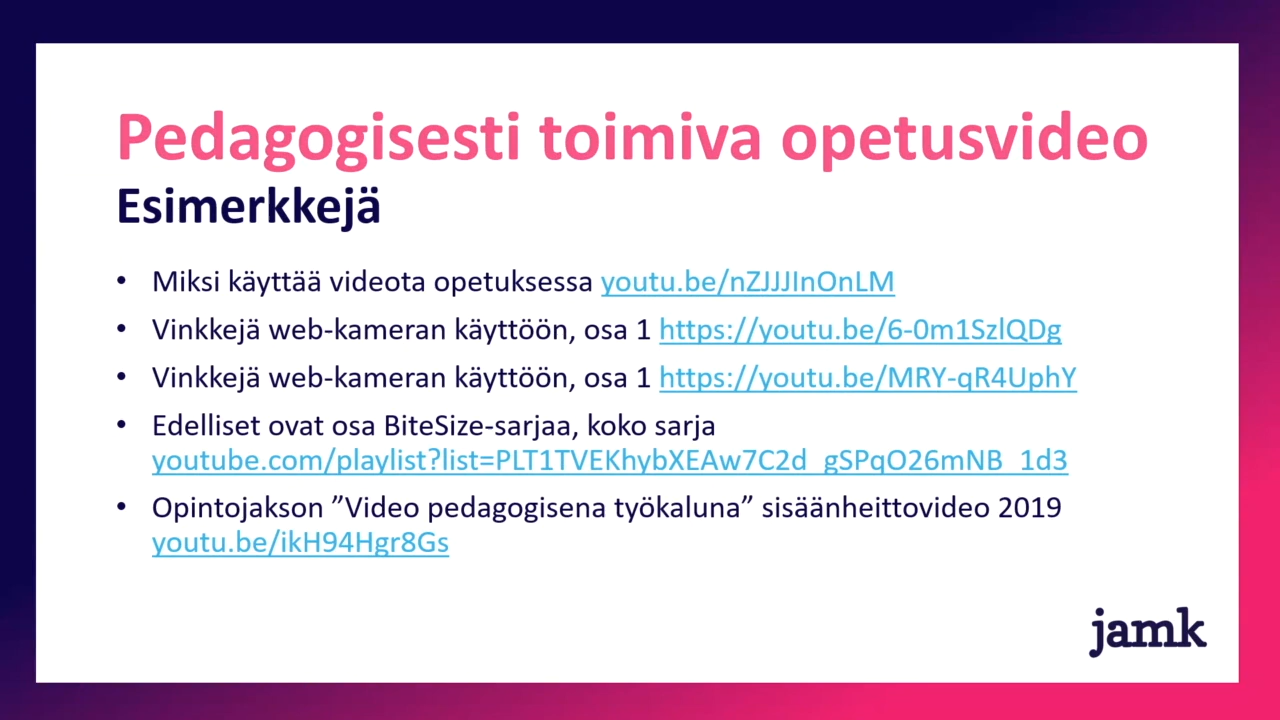 Pedagogisesti toimiva opetusvideo
Esimerkkejä
• Miksi käyttää videota opetuksessa youtu.be/nZJJJInOnLM
• Vinkkejä web-kameran käyttöön, osa 1 https://youtu.be/6-0m1SzlQDg
• Vinkkejä web-kameran käyttöön, osa 1 https://youtu.be/MRY-qR4UphY
• Edelliset ovat osa BiteSize-sarjaa, koko sarja
youtube.com/playlist?list=PLT1TVEKhybXEAw7C2d_gSPqO26mNB_1d3
• Opintojakson ”Video pedagogisena työkaluna” sisäänheittovideo 2019
youtu.be/ikH94Hgr8Gs
jamk